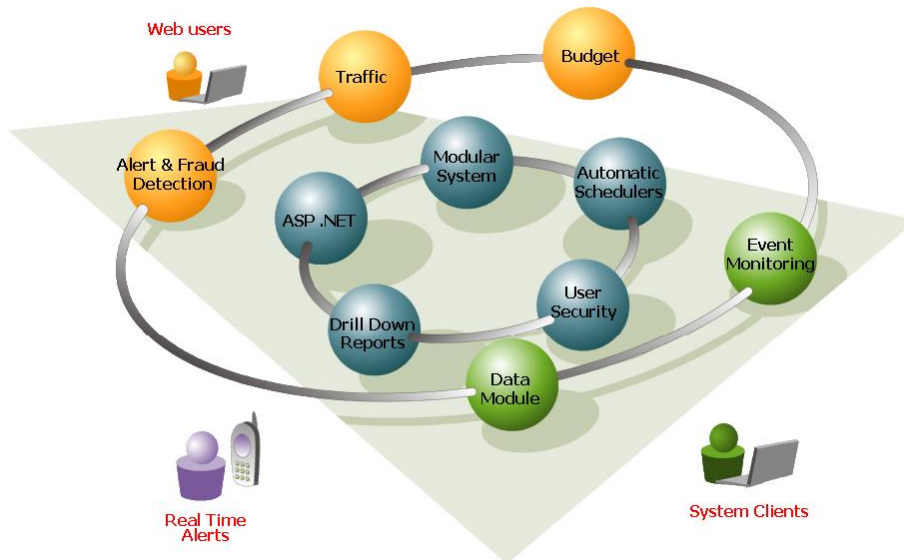 Web users
Traffic
Budget
Alert & Fraud
Detection
Modular
System
Automatic
Schedulers
ASP .NET
Event
Monitoring
User
Security
Drill Down
Reports
Data
Module
Real Time
Alerts
System Clients